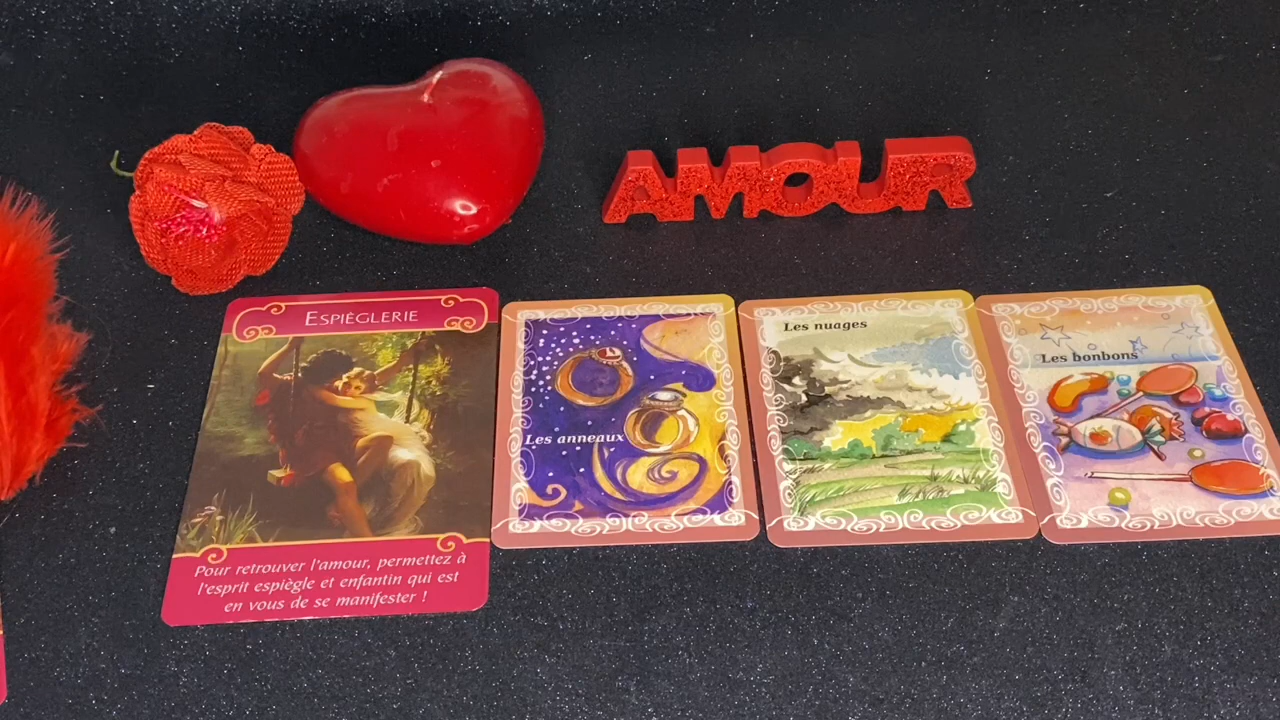 AMOUR
ESPIÈGLERIE
Pour retrouver l'amour, permettez à
l'esprit espiègle et enfantin qui est
en vous de se manifester !
Les anneaux
Les nuages
Les bonbons